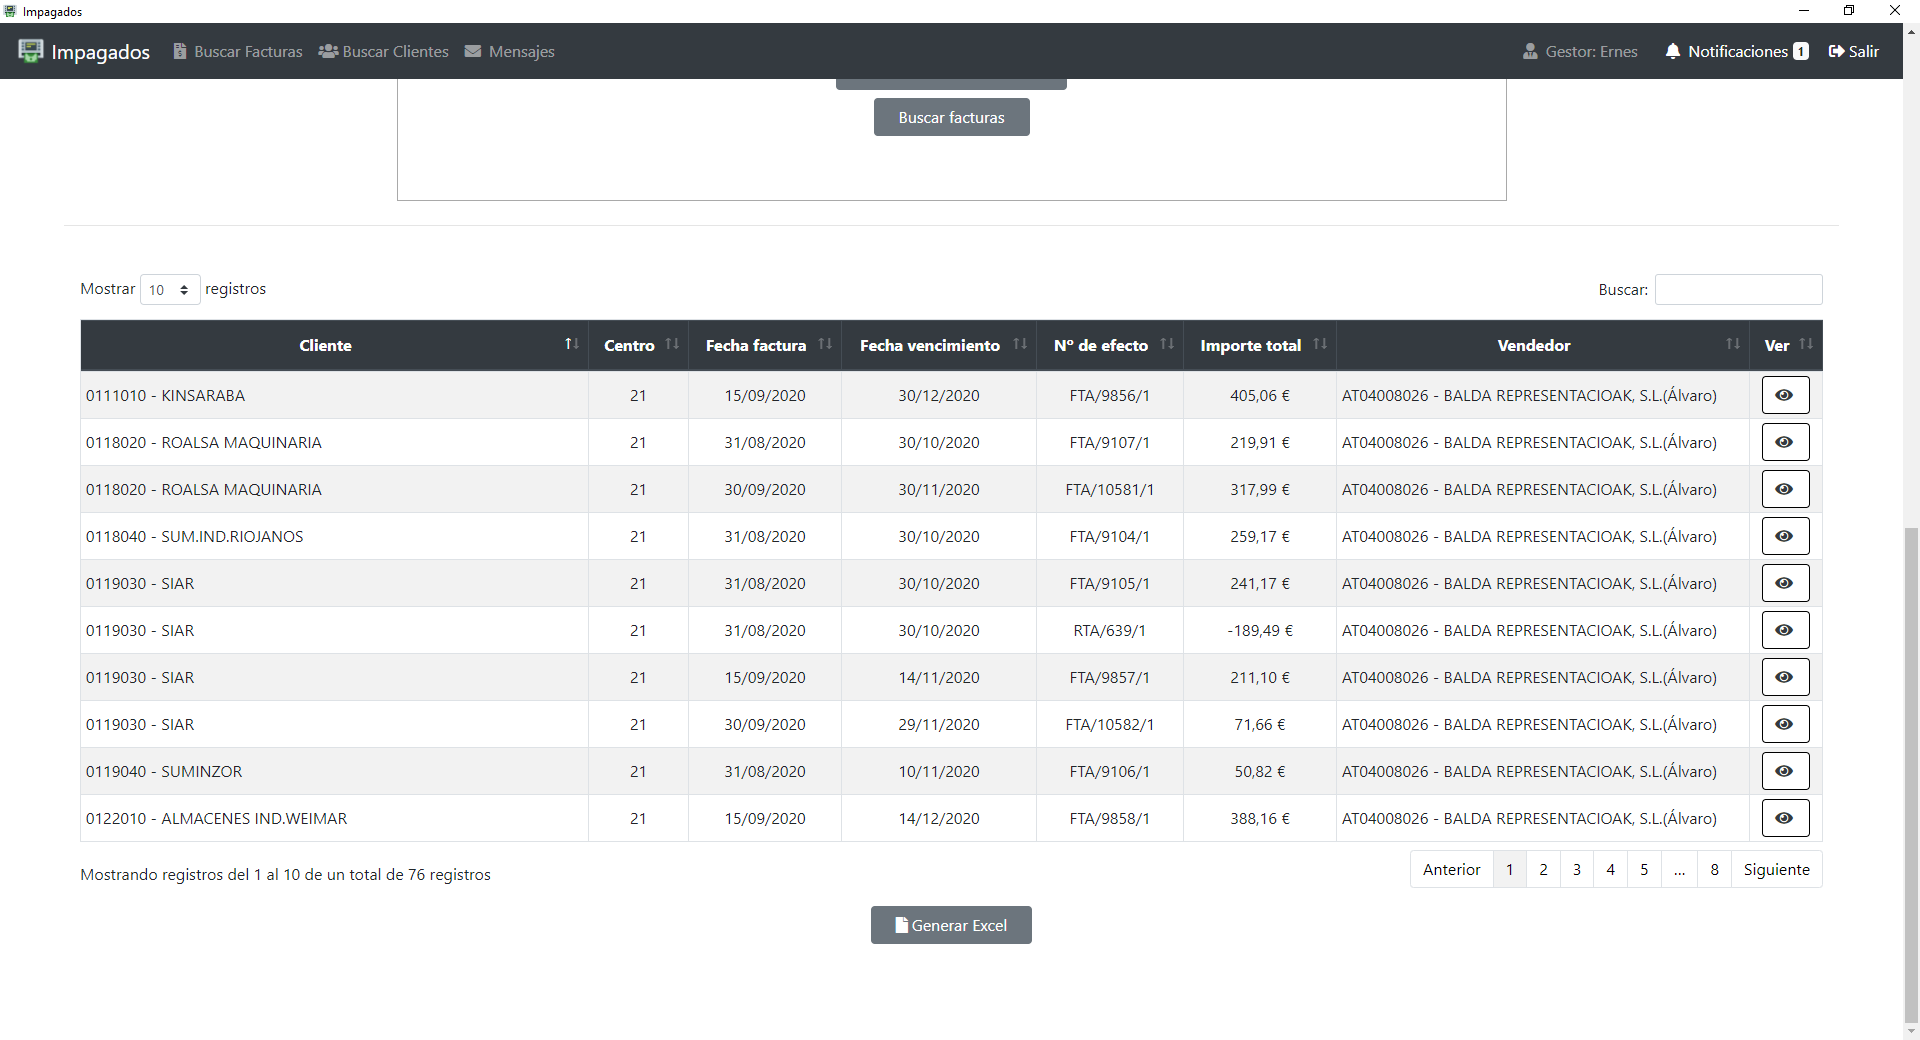 Impagados
Impagados Buscar Facturas Buscar Clientes Mensajes Gestor: Ernes Notificaciones 1 Salir
Buscar facturas
Mostrar 10 registros Buscar:
Cliente Centro Fecha factura Fecha vencimiento Nº de efecto Importe total Vendedor Ver
0111010 - KINSARABA 21 15/09/2020 30/12/2020 FTA/9856/1 405,06 € AT04008026 - BALDA REPRESENTACIOAK, S.L.(Álvaro)
0118020 - ROALSA MAQUINARIA 21 31/08/2020 30/10/2020 FTA/9107/1 219,91 € AT04008026 - BALDA REPRESENTACIOAK, S.L.(Álvaro)
0118020 - ROALSA MAQUINARIA 21 30/09/2020 30/11/2020 FTA/10581/1 317,99 € AT04008026 - BALDA REPRESENTACIOAK, S.L.(Álvaro)
0118040 - SUM.IND.RIOJANOS 21 31/08/2020 30/10/2020 FTA/9104/1 259,17 € AT04008026 - BALDA REPRESENTACIOAK, S.L.(Álvaro)
0119030 - SIAR 21 31/08/2020 30/10/2020 FTA/9105/1 241,17 € AT04008026 - BALDA REPRESENTACIOAK, S.L.(Álvaro)
0119030 - SIAR 21 31/08/2020 30/10/2020 RTA/639/1 -189,49 € AT04008026 - BALDA REPRESENTACIOAK, S.L.(Álvaro)
0119030 - SIAR 21 15/09/2020 14/11/2020 FTA/9857/1 211,10 € AT04008026 - BALDA REPRESENTACIOAK, S.L.(Álvaro)
0119030 - SIAR 21 30/09/2020 29/11/2020 FTA/10582/1 71,66 € AT04008026 - BALDA REPRESENTACIOAK, S.L.(Álvaro)
0119040 - SUMINZOR 21 31/08/2020 10/11/2020 FTA/9106/1 50,82 € AT04008026 - BALDA REPRESENTACIOAK, S.L.(Álvaro)
0122010 - ALMACENES IND.WEIMAR 21 15/09/2020 14/12/2020 FTA/9858/1 388,16 € AT04008026 - BALDA REPRESENTACIOAK, S.L.(Álvaro)
Mostrando registros del 1 al 10 de un total de 76 registros Anterior 1 2 3 4 5 ... 8 Siguiente
Generar Excel